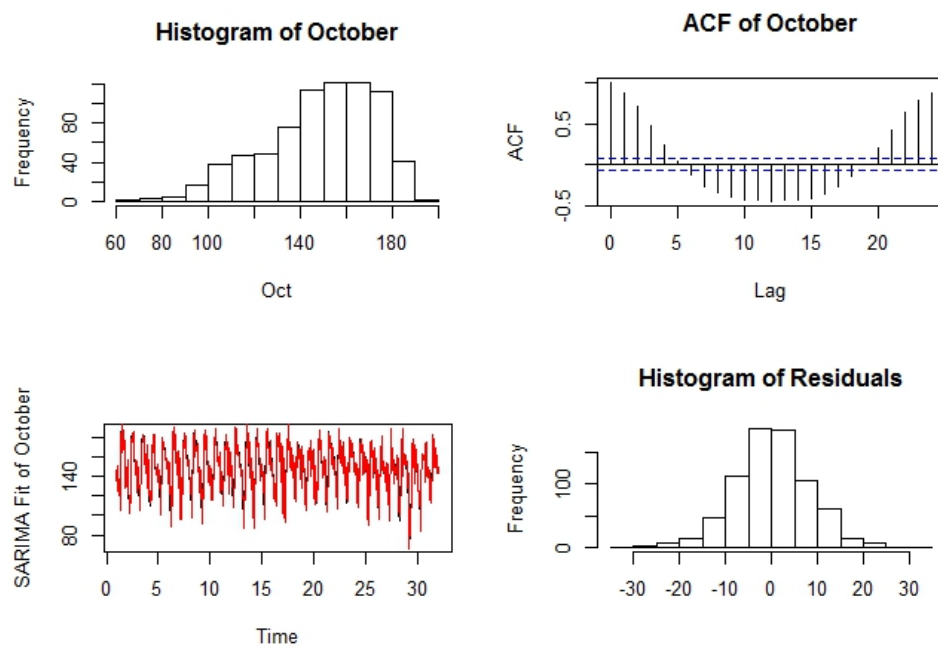 Histogram of October
Frequency
0 40 80
60 80 100 140 180
Oct
ACF of October
ACF
-0.5 0.5
0 5 10 15 20
Lag
SARIMA Fit of October
80 140
0 5 10 15 20 25 30
Time
Histogram of Residuals
Frequency
0 100
-30 -20 -10 0 10 20 30